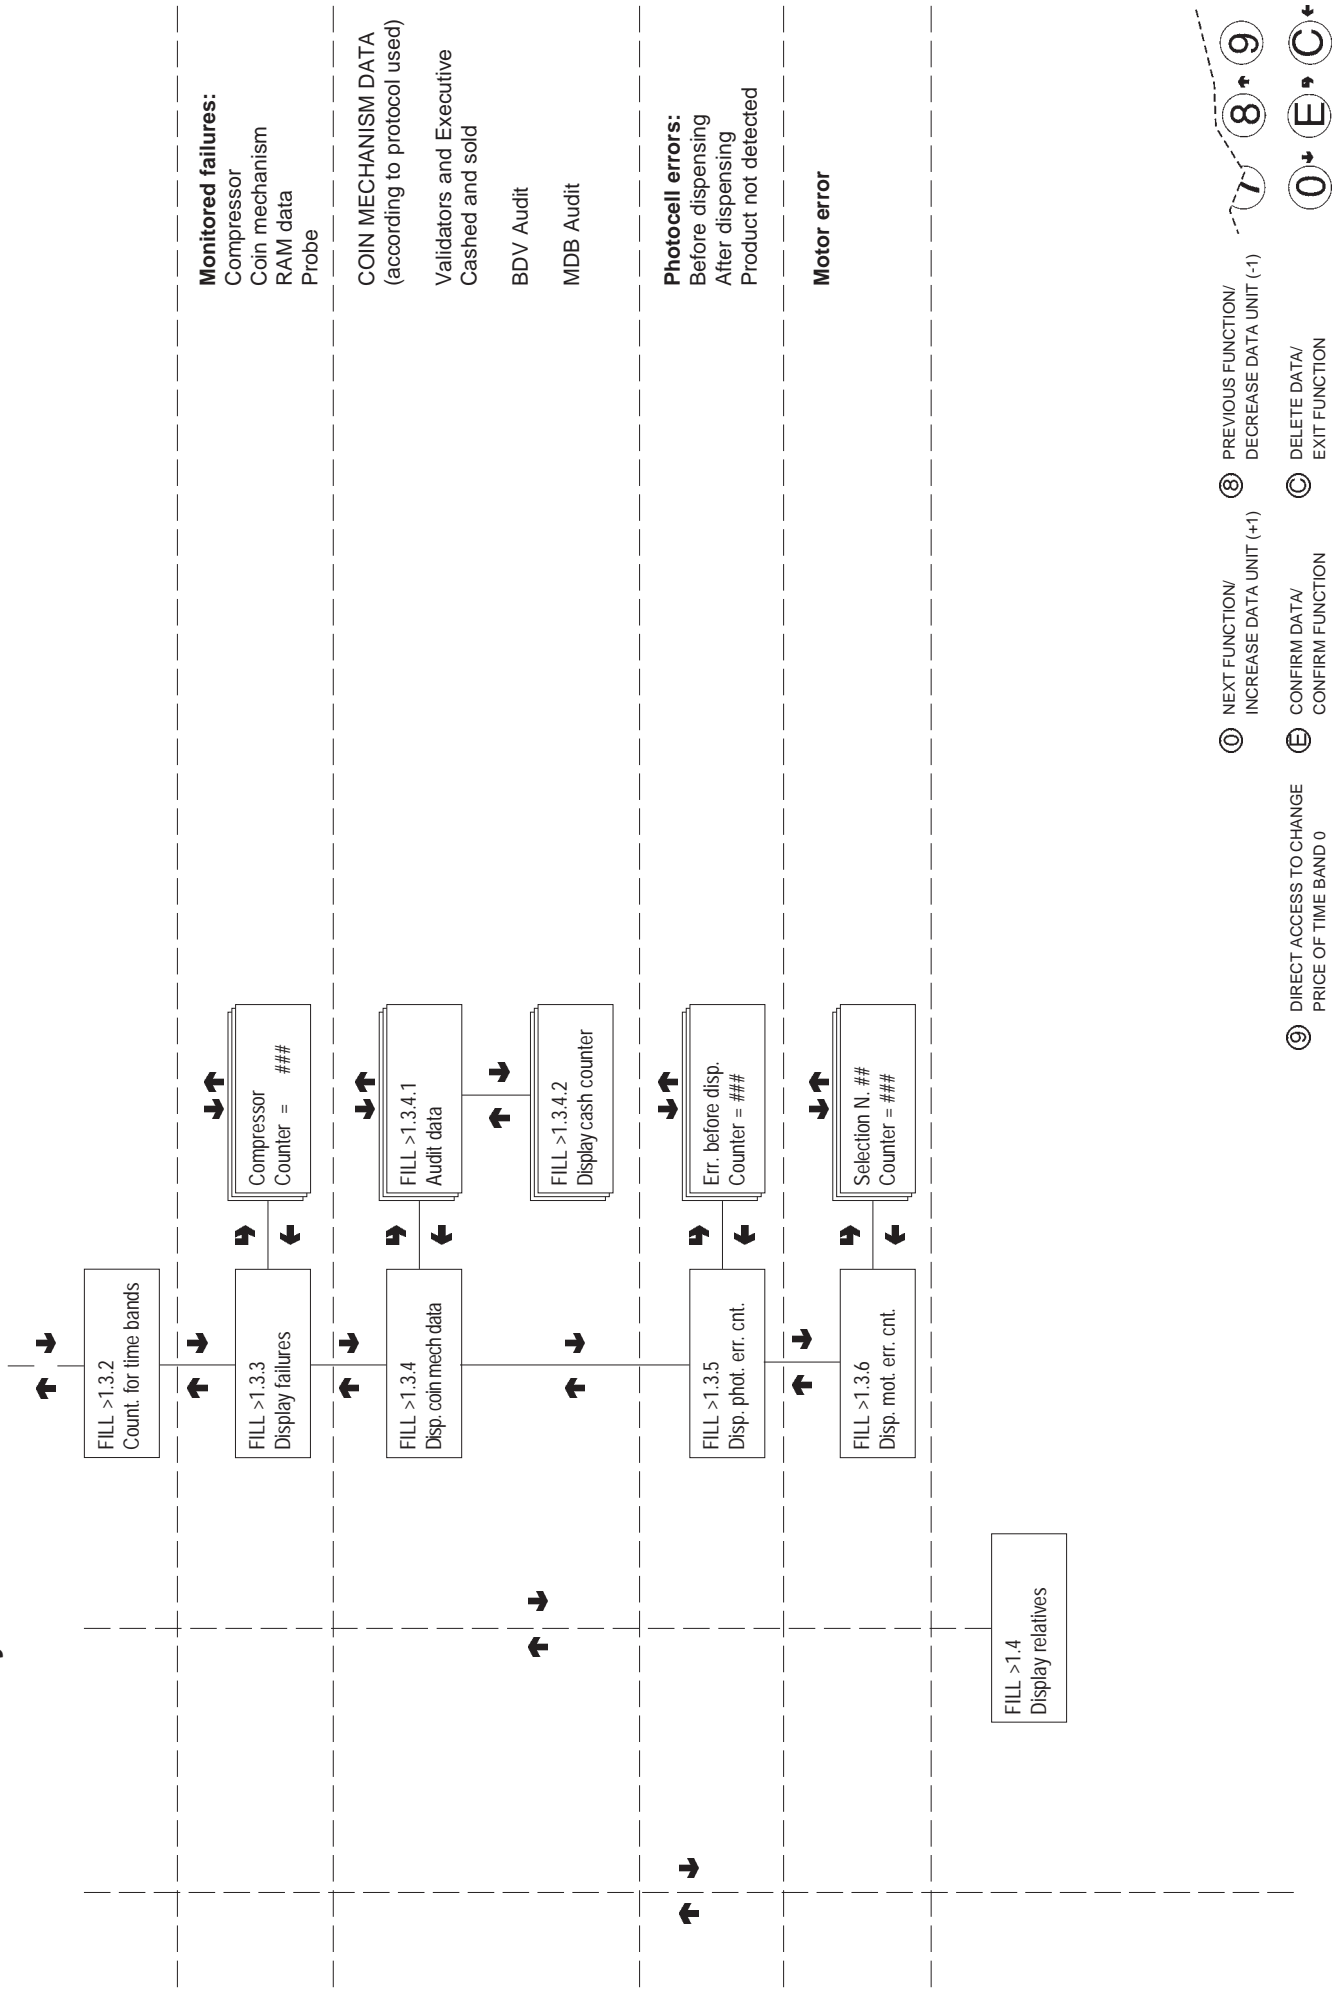 FILL >1.3.2
Count. for time bands
FILL >1.3.3
Display failures
Compressor
Counter = ###
Monitored failures:
Compressor
Coin mechanism
RAM data
Probe
FILL >1.3.4
Disp. coin mech data
FILL >1.3.4.1
Audit data
FILL >1.3.4.2
Display cash counter
COIN MECHANISM DATA
(according to protocol used)
Validators and Executive
Cashed and sold
BDV Audit
MDB Audit
FILL >1.3.5
Disp. phot. err. cnt.
Err. before disp.
Counter = ###
Photocell errors:
Before dispensing
After dispensing
Product not detected
FILL >1.3.6
Disp. mot. err. cnt.
Selection N. ##
Counter = ###
Motor error
FILL >1.4
Display relatives
9 DIRECT ACCESS TO CHANGE
PRICE OF TIME BAND 0
0 NEXT FUNCTION/
INCREASE DATA UNIT (+1)
8 PREVIOUS FUNCTION/
DECREASE DATA UNIT (-1)
E CONFIRM DATA/
CONFIRM FUNCTION
C DELETE DATA/
EXIT FUNCTION
7 8 9
0 E C